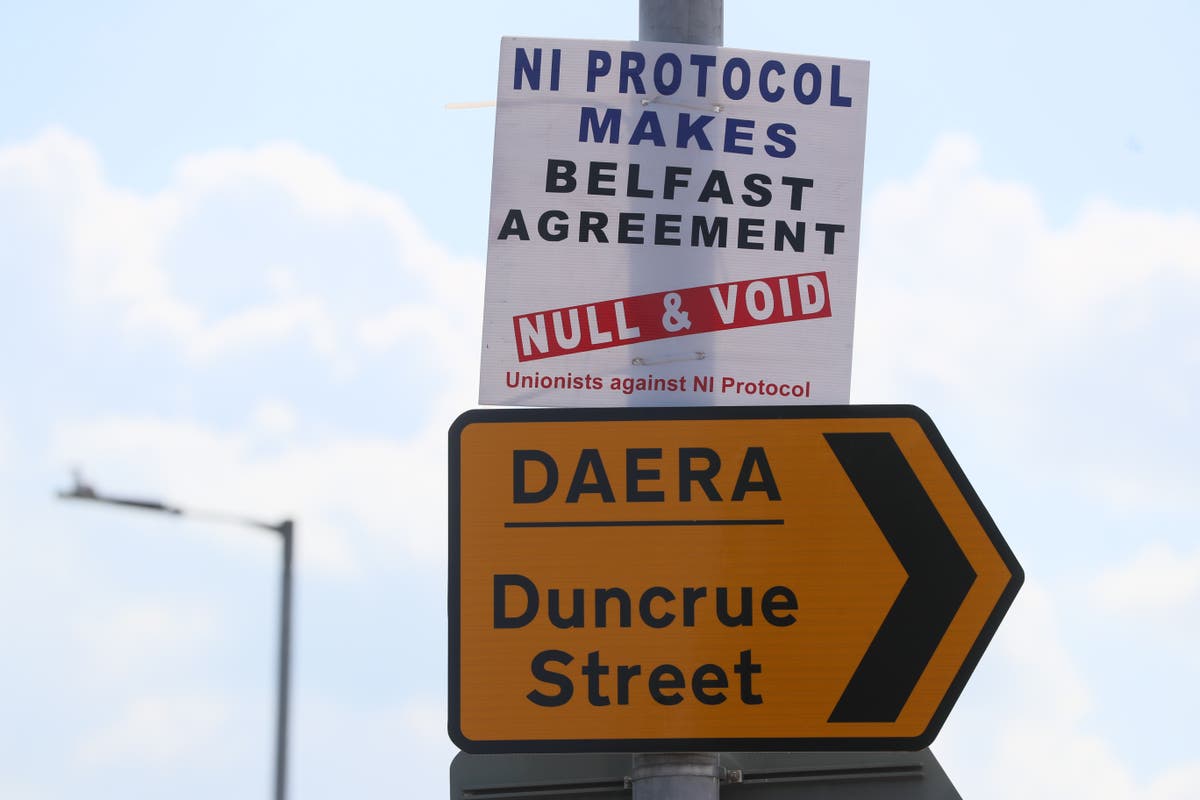 NI PROTOCOL
MAKES
BELFAST
AGREEMENT
NULL & VOID
Unionists against NI Protocol
DAERA
Duncrue
Street